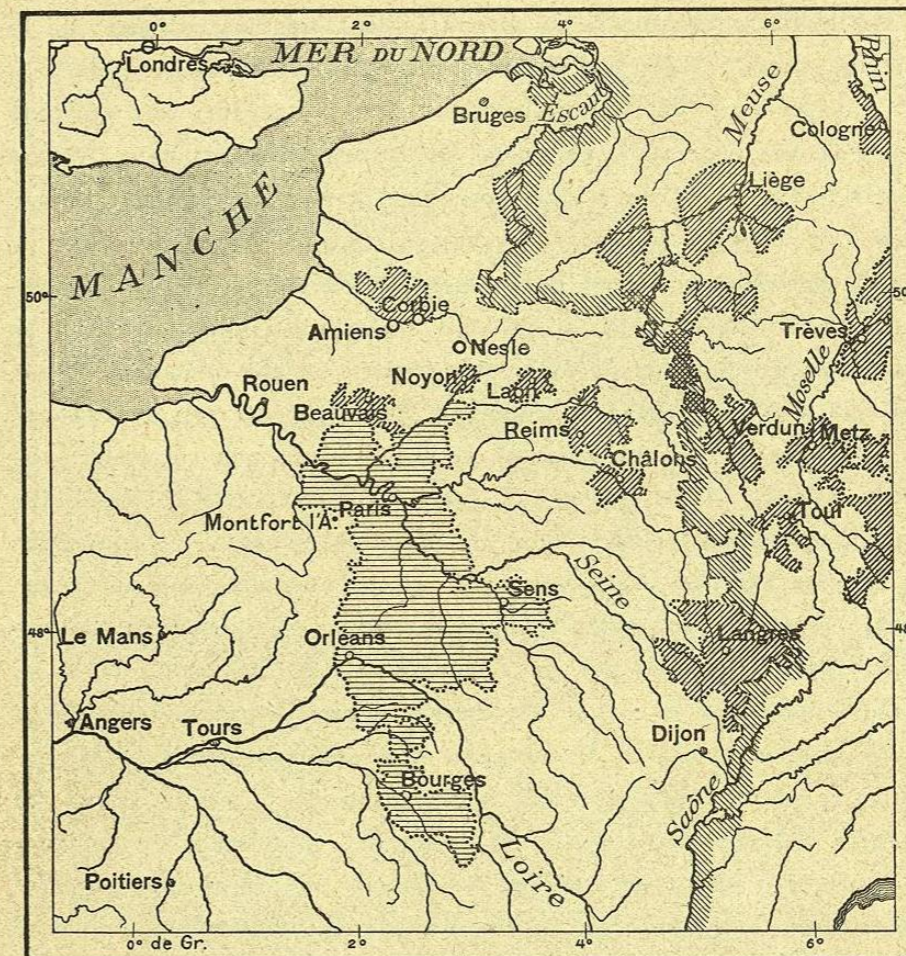 0°
2°
4°
6°
MER DU NORD
Londres
Rhin
Bruges
Escaut
Meuse
Cologne
Liège
MANCHE
50°
50
Corbie
Amiens
Nesle
Trèves
Noyon
Laon
Moselle
Rouen
Beauvais
Reims
Verdun
Metz
Châlons
Montfort l'A.
Paris
Toul
Seine
Sens
48°
48
Le Mans
Orléans
Langres
Angers
Tours
Dijon
Bourges
Saône
Loire
Poitiers
0° de Gr.
2°
4°
6°